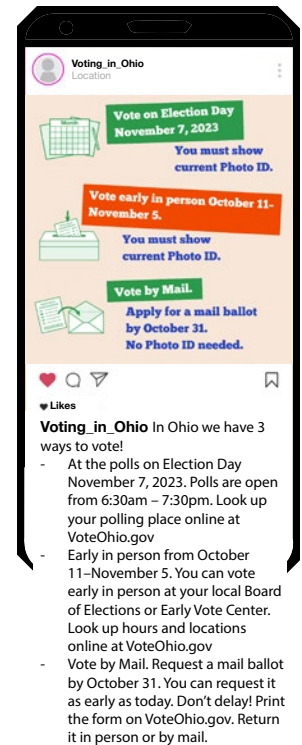 Voting_in_Ohio
Location
Month
Vote on Election Day
November 7, 2023
You must show
current Photo ID.
Vote early in person October 11-
November 5.
You must show
current Photo ID.
Vote by Mail.
Apply for a mail ballot
by October 31.
No Photo ID needed.
Likes
Voting_in_Ohio In Ohio we have 3
ways to vote!
- At the polls on Election Day
November 7, 2023. Polls are open
from 6:30am – 7:30pm. Look up
your polling place online at
VoteOhio.gov
- Early in person from October
11–November 5. You can vote
early in person at your local Board
of Elections or Early Vote Center.
Look up hours and locations
online at VoteOhio.gov
- Vote by Mail. Request a mail ballot
by October 31. You can request it
as early as today. Don't delay! Print
the form on VoteOhio.gov. Return
it in person or by mail.